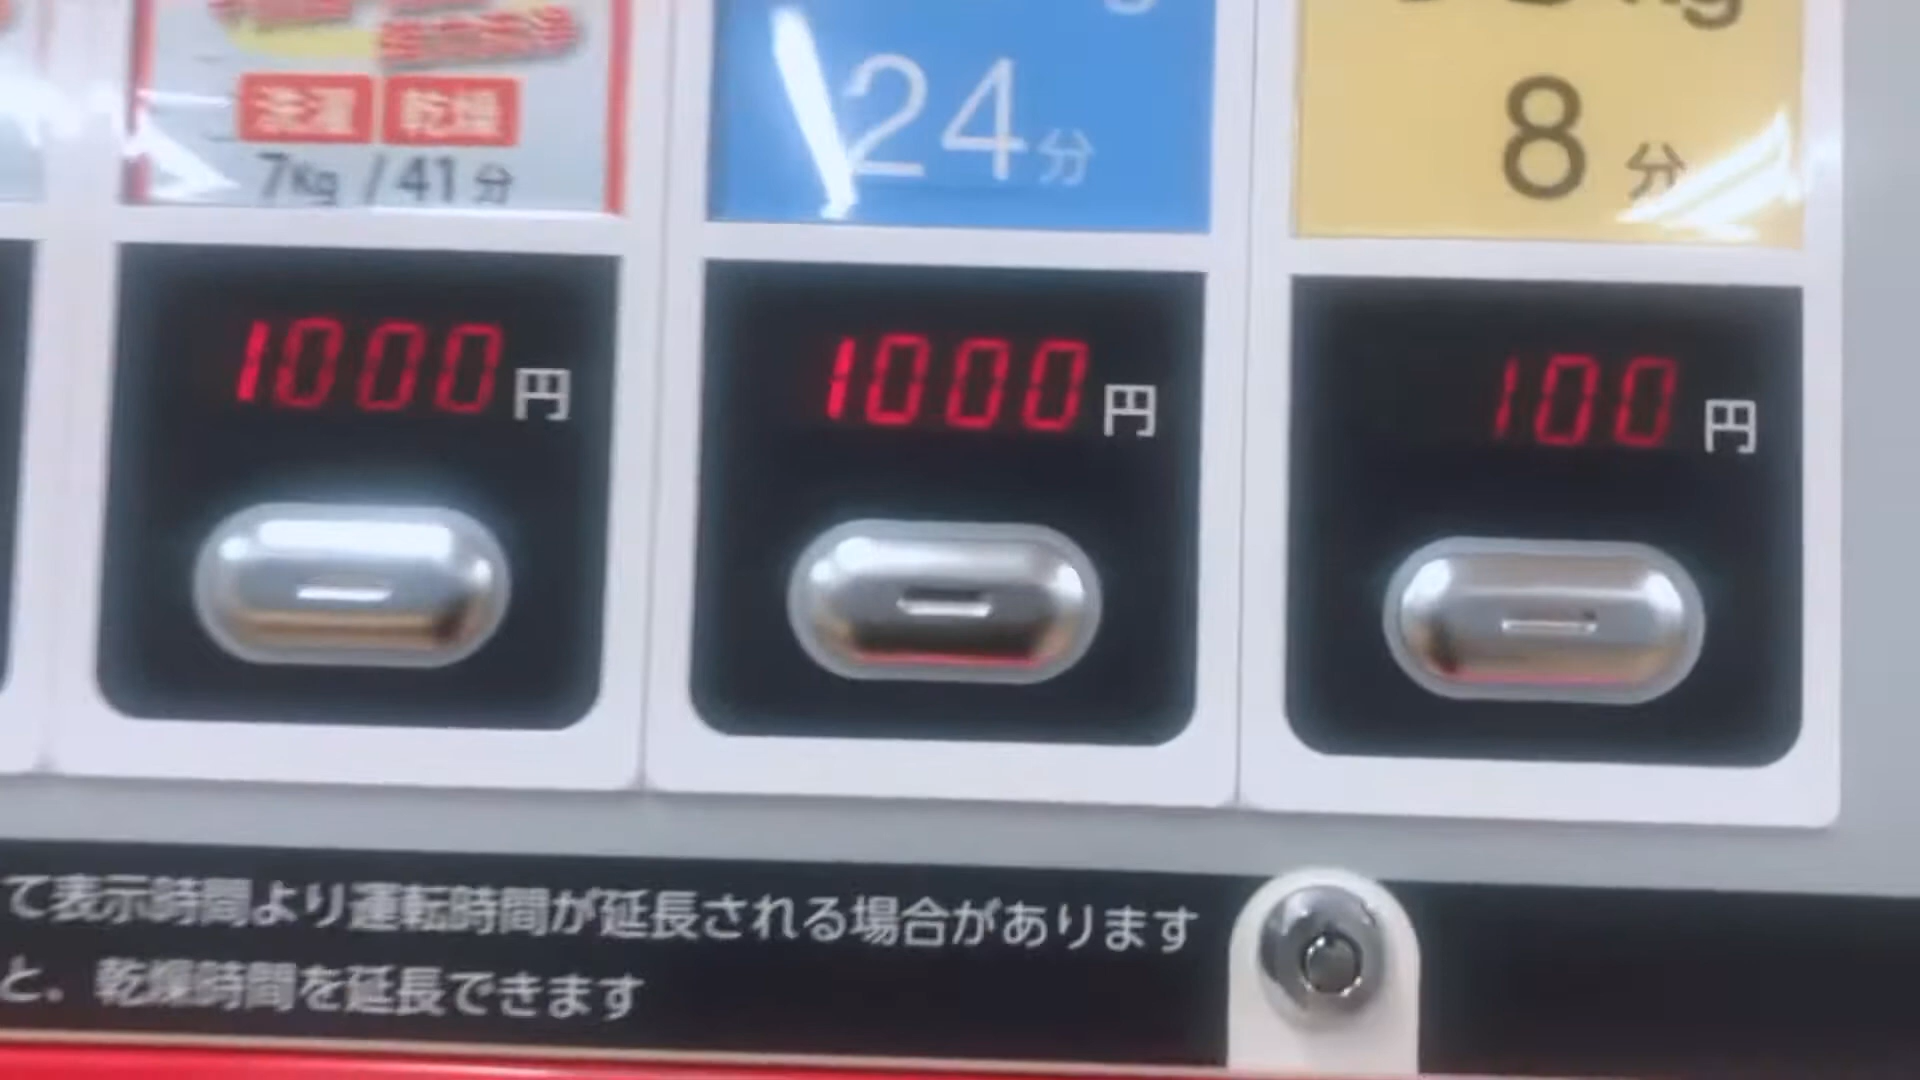 洗濯 乾燥
7Kg / 41分
24分
8分
1000円
1000円
100円
て表示時間より運転時間が延長される場合があります
と、乾燥時間を延長できます